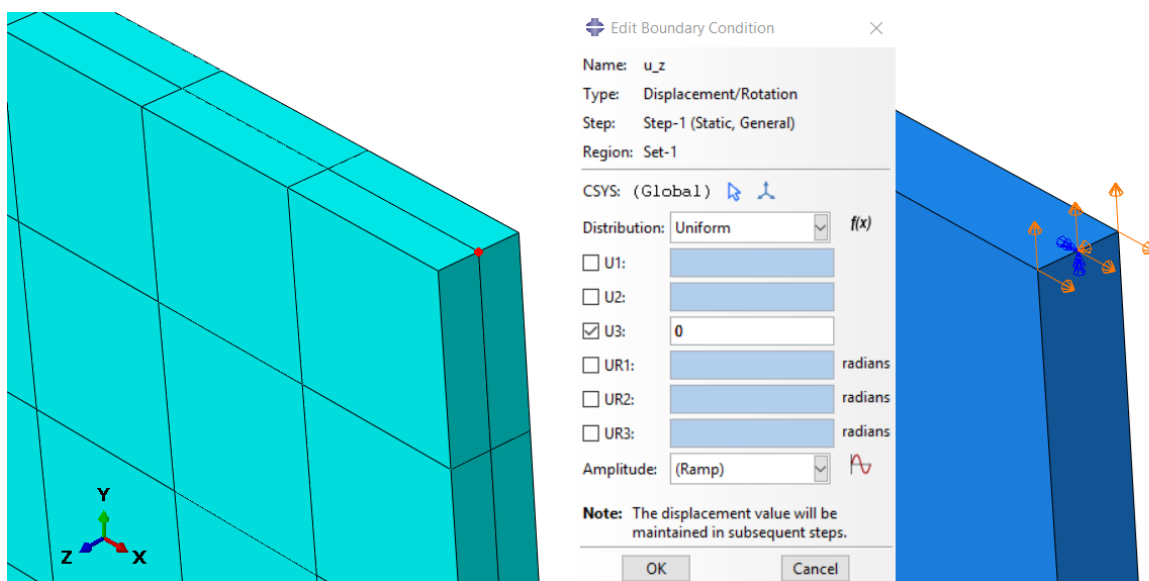 Edit Boundary Condition
Name: u_z
Type: Displacement/Rotation
Step: Step-1 (Static, General)
Region: Set-1
CSYS: (Global)
Distribution: Uniform f(x)
U1:
U2:
U3: 0
UR1: radians
UR2: radians
UR3: radians
Amplitude: (Ramp)
Note: The displacement value will be
maintained in subsequent steps.
OK Cancel
Y
Z X